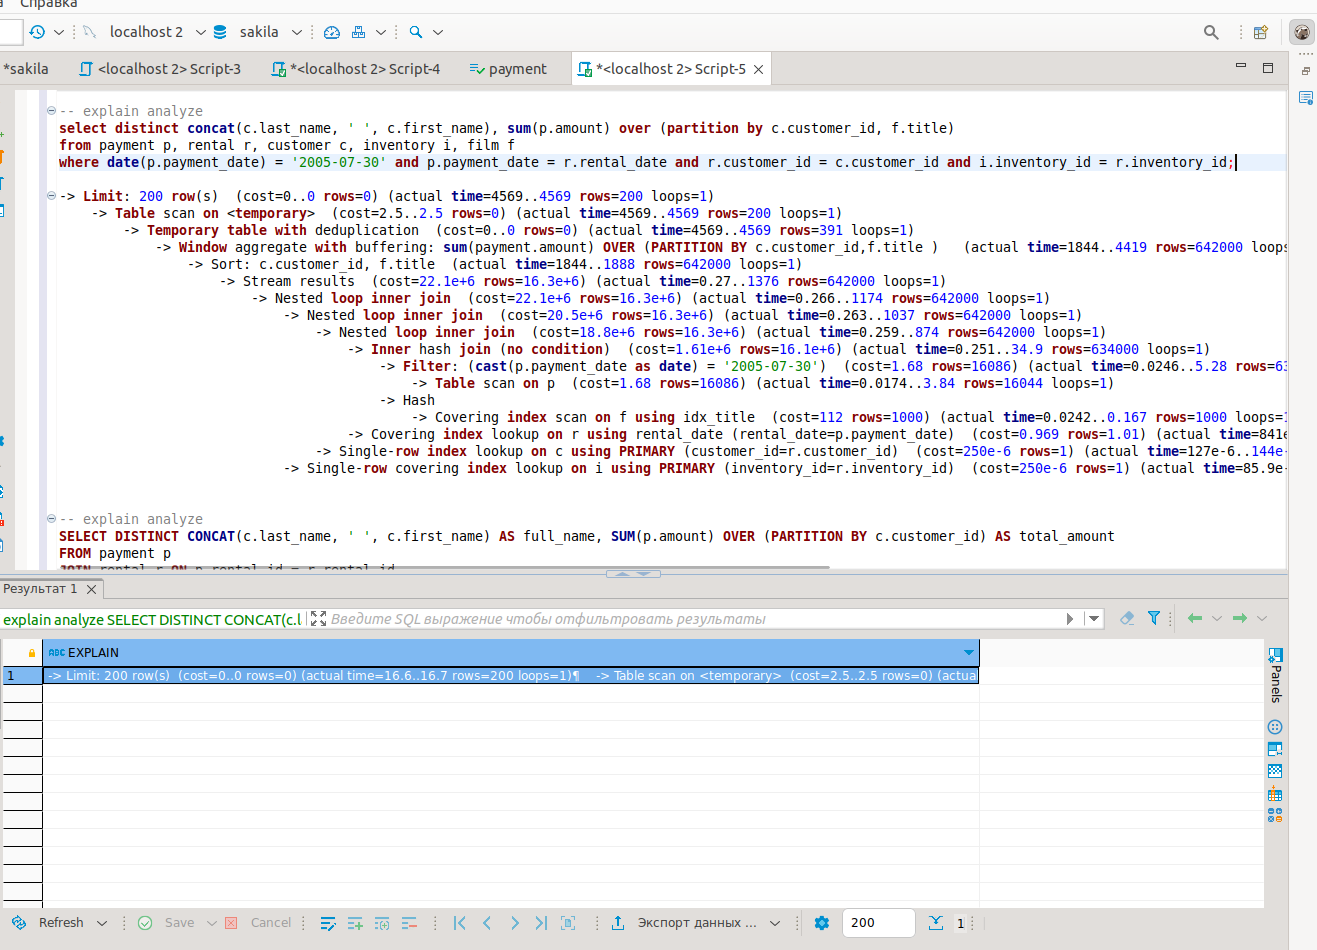 Справка
localhost 2
sakila
*sakila
<localhost 2> Script-3
*<localhost 2> Script-4
payment
*<localhost 2> Script-5
-- explain analyze
select distinct concat(c.last_name, ' ', c.first_name), sum(p.amount) over (partition by c.customer_id, f.title)
from payment p, rental r, customer c, inventory i, film f
where date(p.payment_date) = '2005-07-30' and p.payment_date = r.rental_date and r.customer_id = c.customer_id and i.inventory_id = r.inventory_id;
-> Limit: 200 row(s)  (cost=0..0 rows=0) (actual time=4569..4569 rows=200 loops=1)
-> Table scan on <temporary>  (cost=2.5..2.5 rows=0) (actual time=4569..4569 rows=200 loops=1)
-> Temporary table with deduplication  (cost=0..0 rows=0) (actual time=4569..4569 rows=391 loops=1)
-> Window aggregate with buffering: sum(payment.amount) OVER (PARTITION BY c.customer_id,f.title )   (actual time=1844..4419 rows=642000 loops
-> Sort: c.customer_id, f.title  (actual time=1844..1888 rows=642000 loops=1)
-> Stream results  (cost=22.1e+6 rows=16.3e+6) (actual time=0.27..1376 rows=642000 loops=1)
-> Nested loop inner join  (cost=22.1e+6 rows=16.3e+6) (actual time=0.266..1174 rows=642000 loops=1)
-> Nested loop inner join  (cost=20.5e+6 rows=16.3e+6) (actual time=0.263..1037 rows=642000 loops=1)
-> Nested loop inner join  (cost=18.8e+6 rows=16.3e+6) (actual time=0.259..874 rows=642000 loops=1)
-> Inner hash join (no condition)  (cost=1.61e+6 rows=16.1e+6) (actual time=0.251..34.9 rows=634000 loops=1)
-> Filter: (cast(p.payment_date as date) = '2005-07-30')  (cost=1.68 rows=16086) (actual time=0.0246..5.28 rows=63
-> Table scan on p  (cost=1.68 rows=16086) (actual time=0.0174..3.84 rows=16044 loops=1)
-> Hash
-> Covering index scan on f using idx_title  (cost=112 rows=1000) (actual time=0.0242..0.167 rows=1000 loops=1
-> Covering index lookup on r using rental_date (rental_date=p.payment_date)  (cost=0.969 rows=1.01) (actual time=841e
-> Single-row index lookup on c using PRIMARY (customer_id=r.customer_id)  (cost=250e-6 rows=1) (actual time=127e-6..144e-
-> Single-row covering index lookup on i using PRIMARY (inventory_id=r.inventory_id)  (cost=250e-6 rows=1) (actual time=85.9e-
-- explain analyze
SELECT DISTINCT CONCAT(c.last_name, ' ', c.first_name) AS full_name, SUM(p.amount) OVER (PARTITION BY c.customer_id) AS total_amount
FROM payment p
JOIN rental r ON p.rental_id = r.rental_id
Результат 1
explain analyze SELECT DISTINCT CONCAT(c.l
Введите SQL выражение чтобы отфильтровать результаты
ABC EXPLAIN
1 -> Limit: 200 row(s)  (cost=0..0 rows=0) (actual time=16.6..16.7 rows=200 loops=1)¶    -> Table scan on <temporary>  (cost=2.5..2.5 rows=0) (actua
Panels
Refresh
Save
Cancel
Экспорт данных ...
200
1